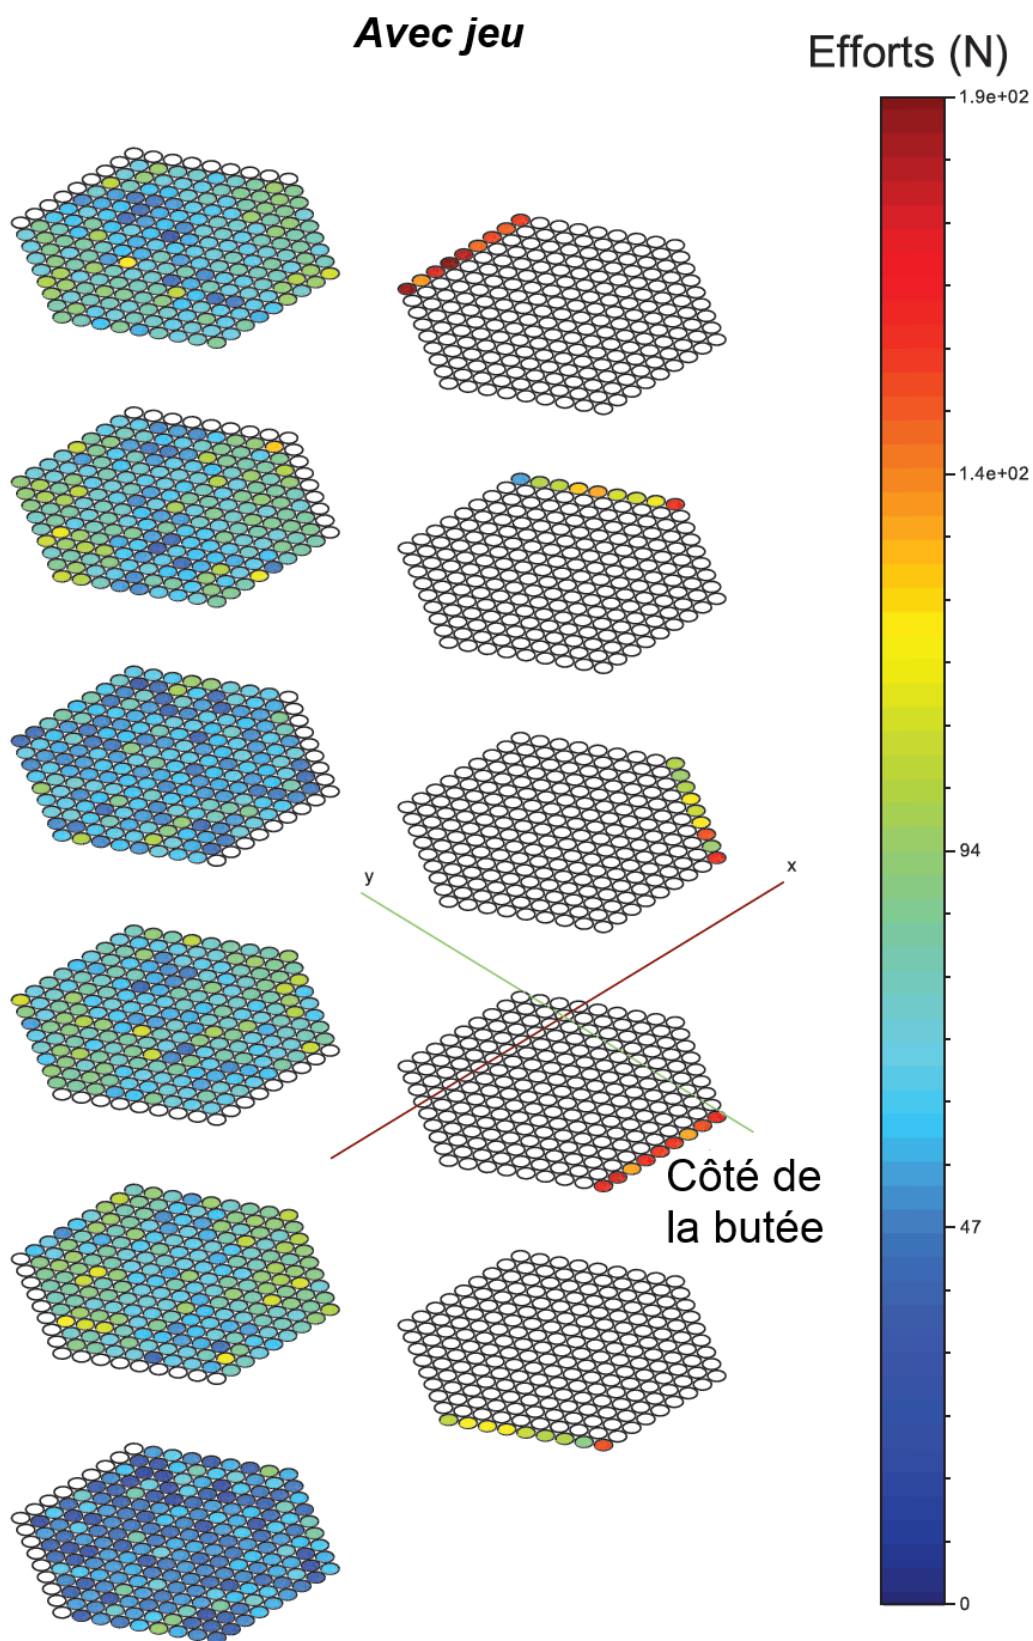 Avec jeu
Efforts (N)
1.9e+02
1.4e+02
94
47
0
y
x
Côté de
la butée